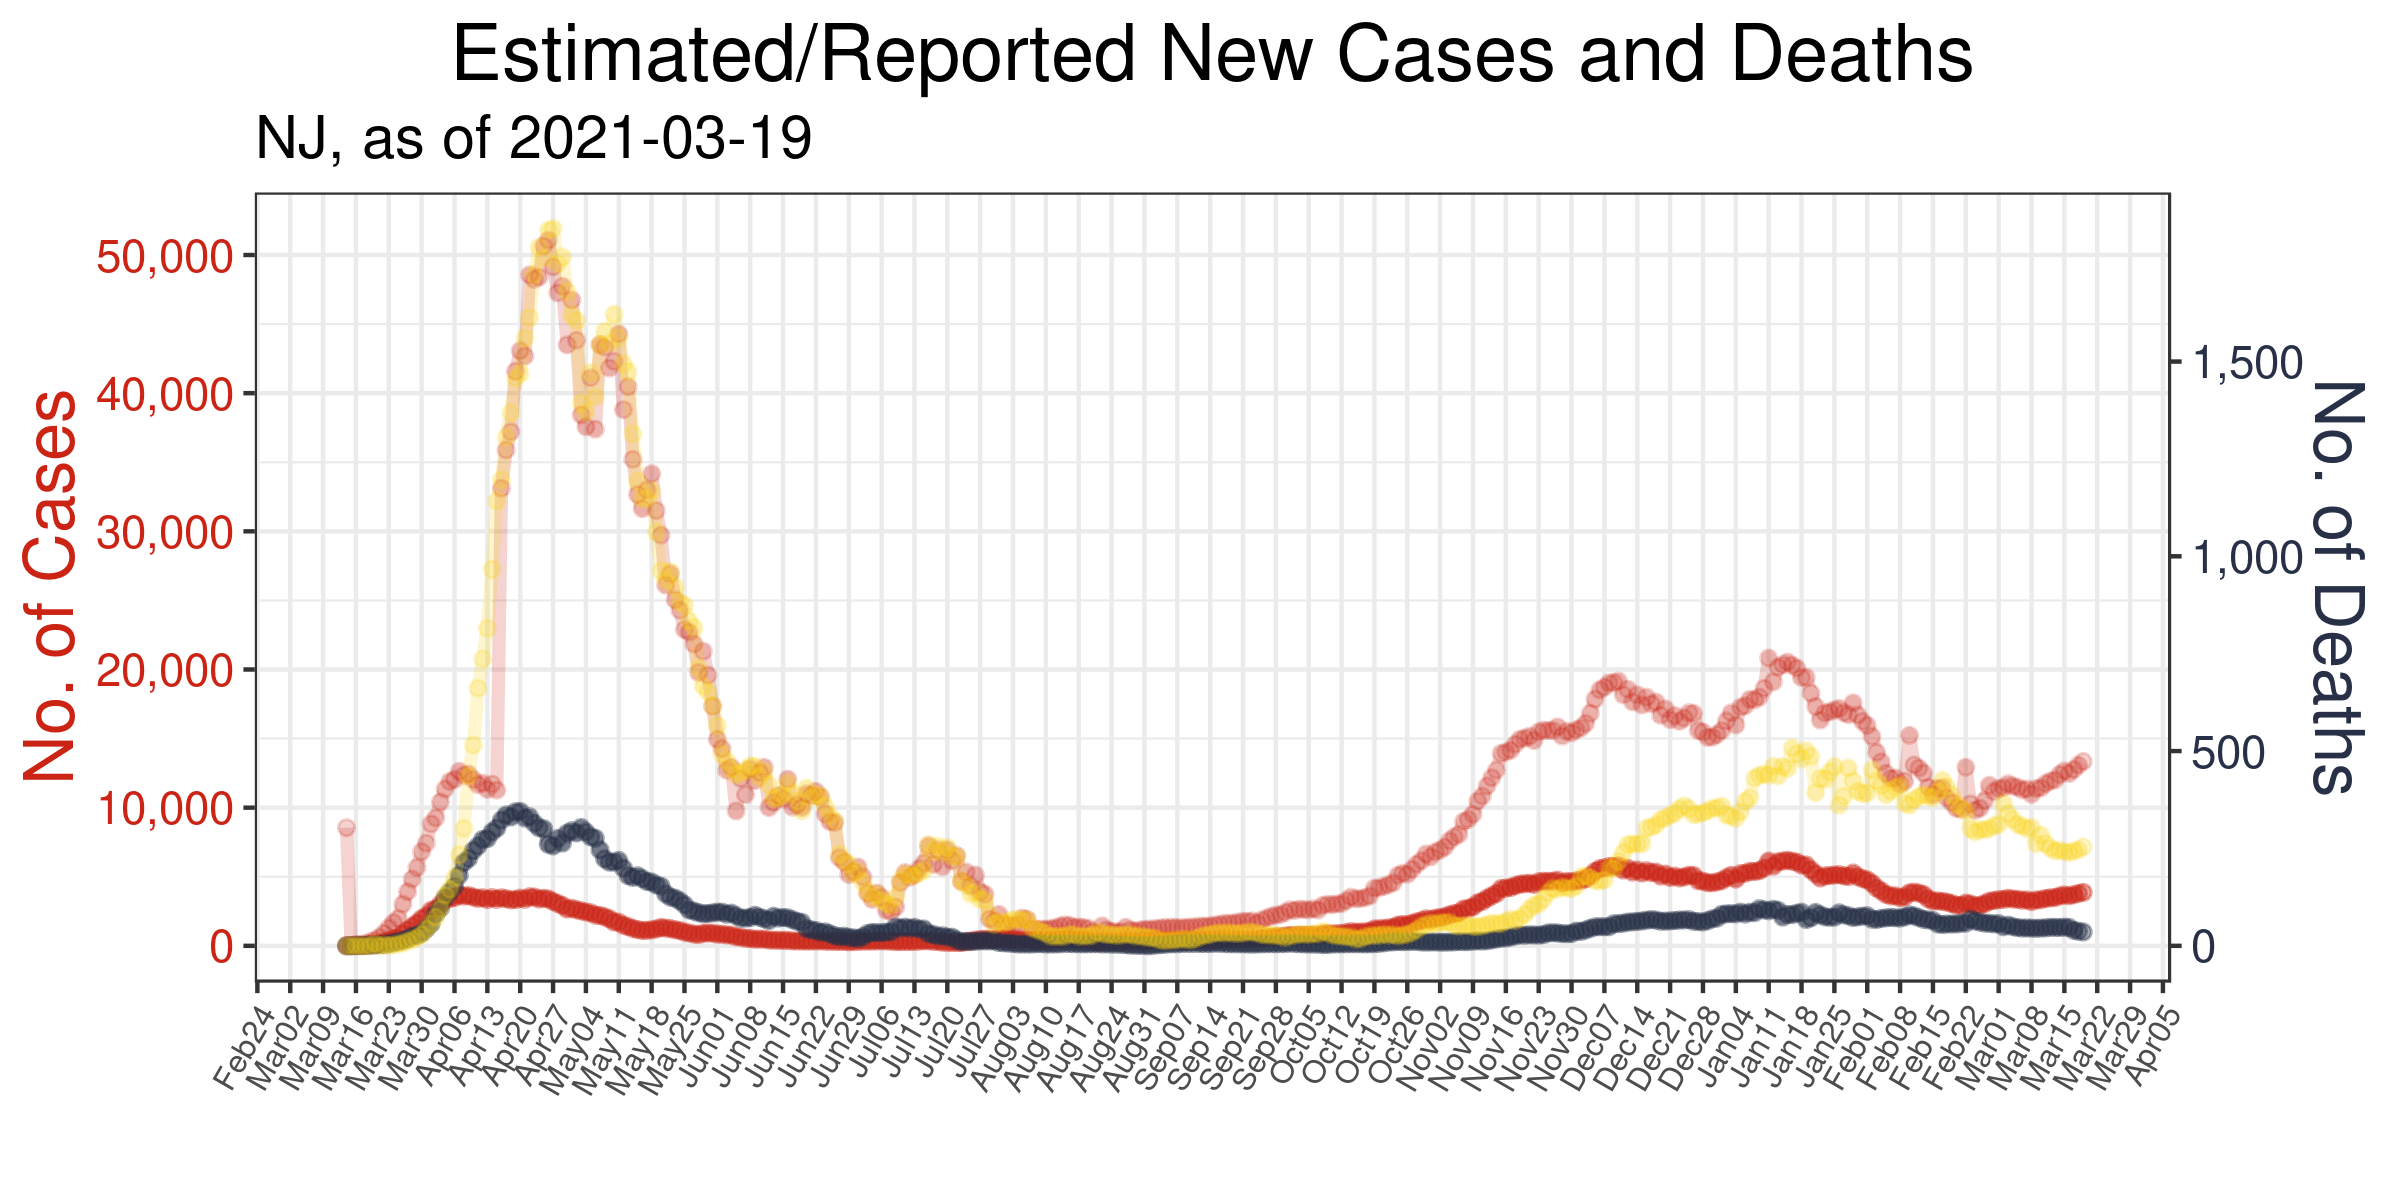 Estimated/Reported New Cases and Deaths
NJ, as of 2021-03-19
No. of Cases
50,000
40,000
30,000
20,000
10,000
0
1,500
1,000
500
0
No. of Deaths
Feb24
Mar02
Mar09
Mar16
Mar23
Mar30
Apr06
Apr13
Apr20
Apr27
May04
May11
May18
May25
Jun01
Jun08
Jun15
Jun22
Jun29
Jul06
Jul13
Jul20
Jul27
Aug03
Aug10
Aug17
Aug24
Aug31
Sep07
Sep14
Sep21
Sep28
Oct05
Oct12
Oct19
Oct26
Nov02
Nov09
Nov16
Nov23
Nov30
Dec07
Dec14
Dec21
Dec28
Jan04
Jan11
Jan18
Jan25
Feb01
Feb08
Feb15
Feb22
Mar01
Mar08
Mar15
Mar22
Mar29
Apr05